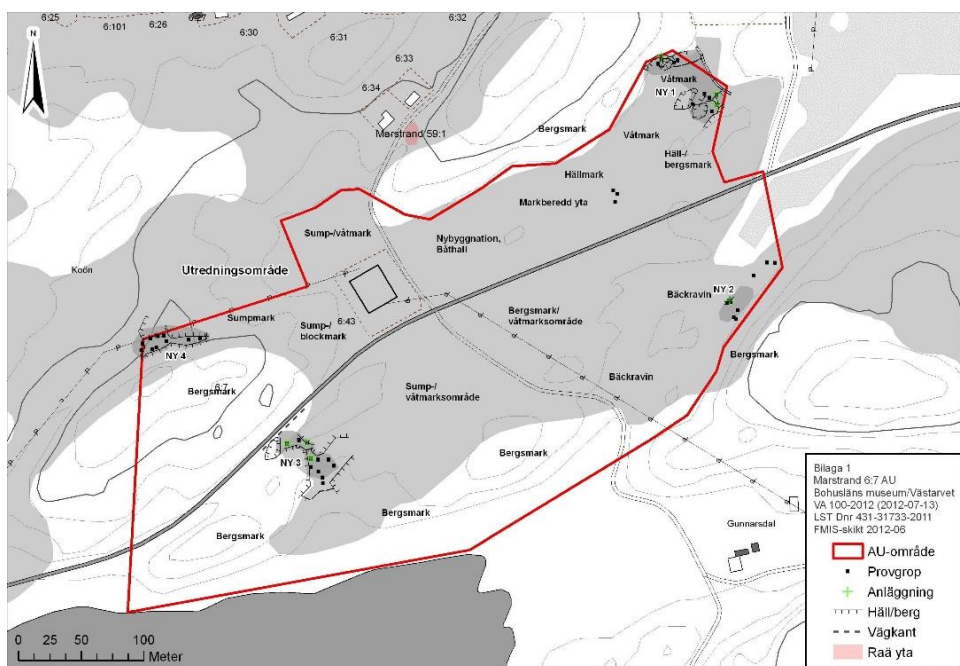 6:25
6:101
6:26
6:27
6:30
6:31
6:32
6:33
6:34
N
Marstrand 59:1
Våtmark
NY 1
Bergsmark
Våtmark
Häll-/
bergsmark
Hällmark
Markberedd yta
Sump-/våtmark
Nybyggnation,
Båthall
Koön
Utredningsområde
Bäckravin
NY 2
Sumpmark
Sump-/
blockmark
6:43
Bergsmark/
våtmarksområde
NY 4
Bergsmark
Bäckravin
6:7
Bergsmark
Sump-/
våtmarksområde
NY 3
Bergsmark
Bergsmark
Bergsmark
Gunnarsdal
0 25 50 100
Meter
Bilaga 1
Marstrand 6:7 AU
Bohusläns museum/Västarvet
VA 100-2012 (2012-07-13)
LST Dnr 431-31733-2011
FMIS-skikt 2012-06
AU-område
Provgrop
Anläggning
Häll/berg
Vägkant
Raä yta